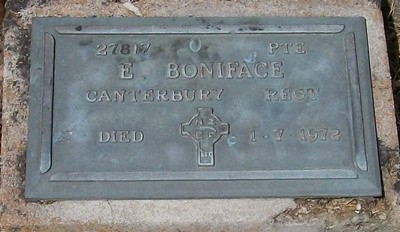 27817 PTE
E BONIFACE
CANTERBURY REGT
DIED 1-7-1972